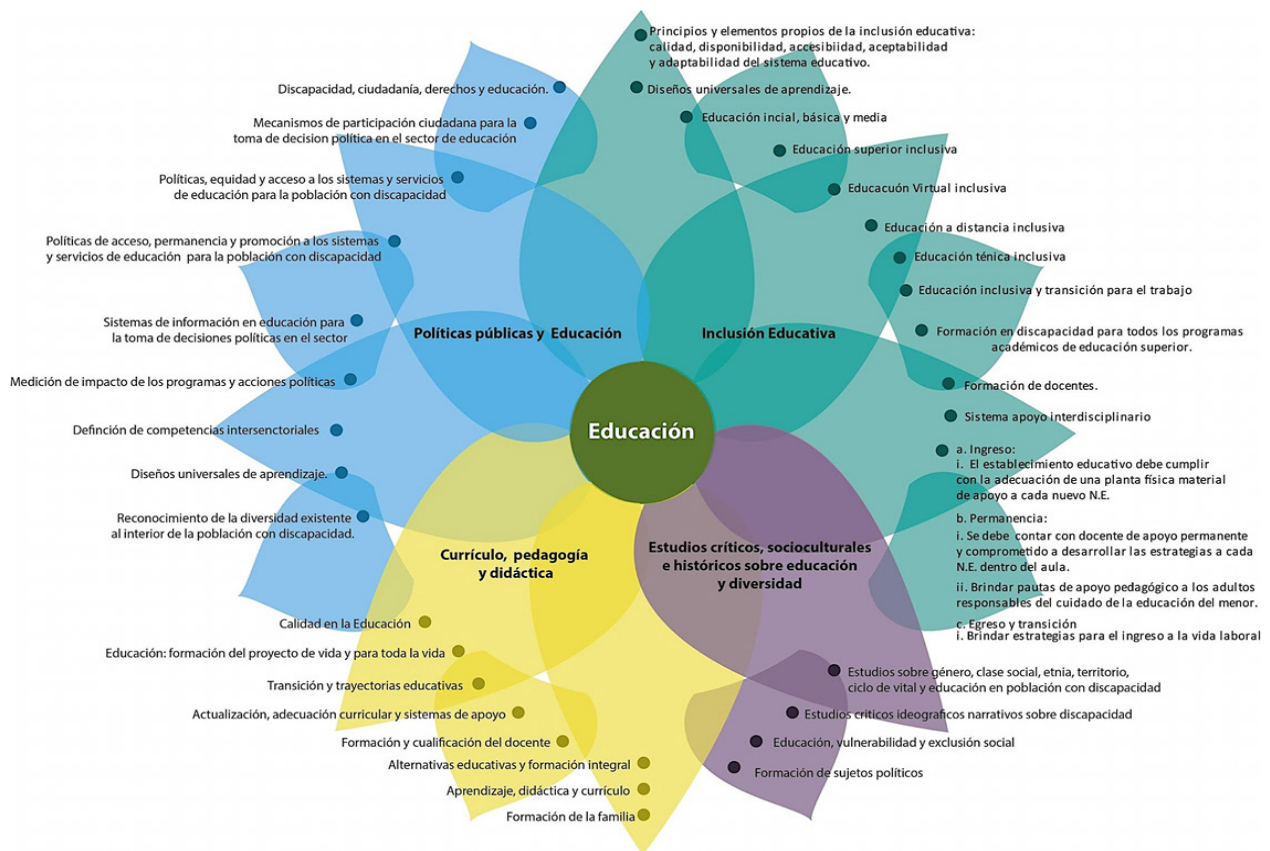 Principios y elementos propios de la inclusión educativa:
calidad, disponibilidad, accesibiidad, aceptabilidad
y adaptabilidad del sistema educativo.
Diseños universales de aprendizaje.
Educación incial, básica y media
Educación superior inclusiva
Educacuón Virtual inclusiva
Educación a distancia inclusiva
Educación ténica inclusiva
Educación inclusiva y transición para el trabajo
Formación en discapacidad para todos los programas
académicos de educación superior.
Formación de docentes.
Sistema apoyo interdisciplinario
a. Ingreso:
i. El establecimiento educativo debe cumplir
con la adecuación de una planta física material
de apoyo a cada nuevo N.E.
b. Permanencia:
i. Se debe contar con docente de apoyo permanente
y comprometido a desarrollar las estrategias a cada
N.E. dentro del aula.
ii. Brindar pautas de apoyo pedagógico a los adultos
responsables del cuidado de la educación del menor.
c. Egreso y transición
i. Brindar estrategias para el ingreso a la vida laboral
Discapacidad, ciudadanía, derechos y educación.
Mecanismos de participación ciudadana para la
toma de decision política en el sector de educación
Políticas, equidad y acceso a los sistemas y servicios
de educación para la población con discapacidad
Políticas de acceso, permanencia y promoción a los sistemas
y servicios de educación para la población con discapacidad
Sistemas de información en educación para
la toma de decisiones políticas en el sector
Medición de impacto de los programas y acciones políticas
Definción de competencias intersenctoriales
Diseños universales de aprendizaje.
Reconocimiento de la diversidad existente
al interior de la población con discapacidad.
Políticas públicas y Educación
Inclusión Educativa
Educación
Currículo, pedagogía
y didáctica
Estudios críticos, socioculturales
e históricos sobre educación
y diversidad
Calidad en la Educación
Educación: formación del proyecto de vida y para toda la vida
Transición y trayectorias educativas
Actualización, adecuación curricular y sistemas de apoyo
Formación y cualificación del docente
Alternativas educativas y formación integral
Aprendizaje, didáctica y currículo
Formación de la familia
Estudios sobre género, clase social, etnia, territorio,
ciclo de vital y educación en población con discapacidad
Estudios criticos ideograficos narrativos sobre discapacidad
Educación, vulnerabilidad y exclusión social
Formación de sujetos políticos